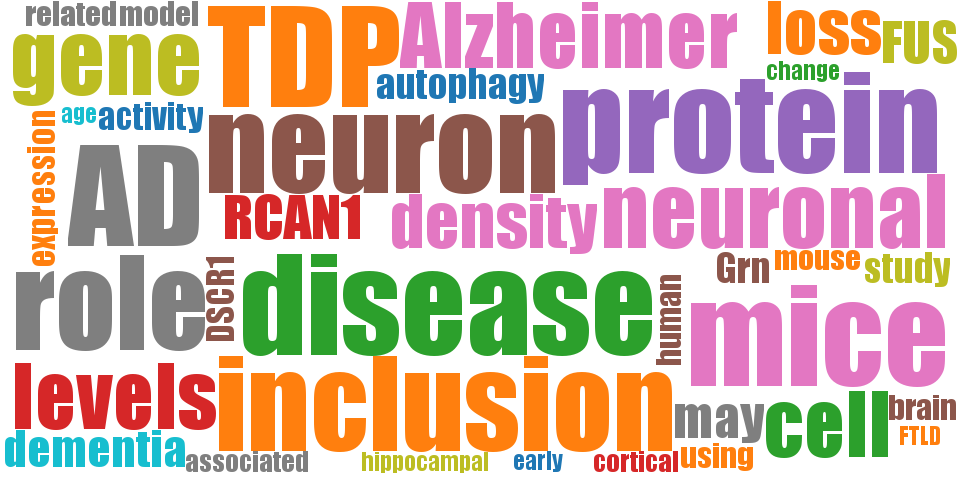 related model
gene
TDP
Alzheimer
loss
FUS
change
autophagy
age
activity
neuron
protein
expression
AD
RCAN1
density
neuronal
Grn
mouse
study
role
DSCR1
disease
human
mice
levels
inclusion
may
cell
brain
FTLD
dementia
associated
hippocampal
early
cortical
using